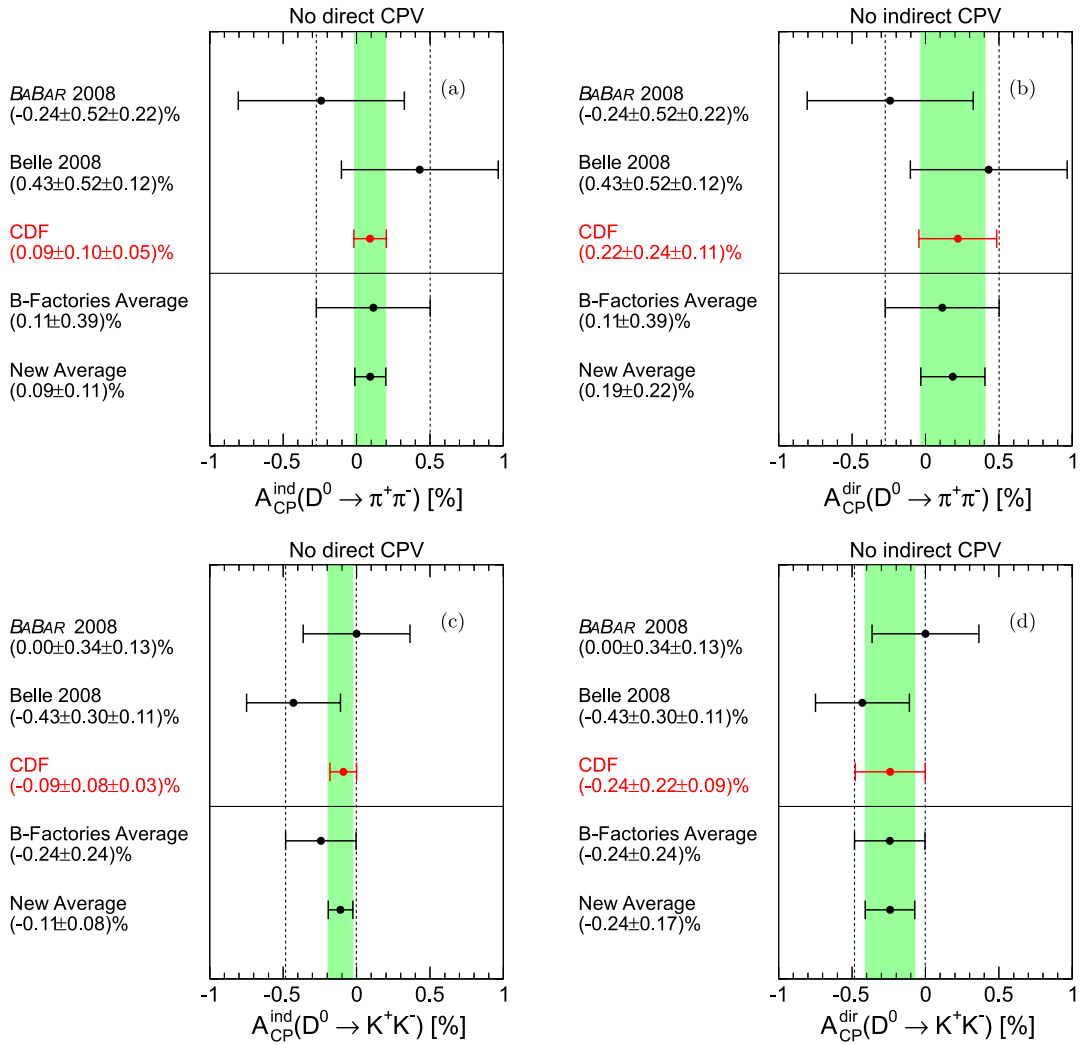 No direct CPV
(a)
BABAR 2008
(-0.24±0.52±0.22)%
Belle 2008
(0.43±0.52±0.12)%
CDF
(0.09±0.10±0.05)%
B-Factories Average
(0.11±0.39)%
New Average
(0.09±0.11)%
-1 -0.5 0 0.5 1
A_CP^ind(D⁰ → π⁺π⁻) [%]
No indirect CPV
(b)
BABAR 2008
(-0.24±0.52±0.22)%
Belle 2008
(0.43±0.52±0.12)%
CDF
(0.22±0.24±0.11)%
B-Factories Average
(0.11±0.39)%
New Average
(0.19±0.22)%
-1 -0.5 0 0.5 1
A_CP^dir(D⁰ → π⁺π⁻) [%]
No direct CPV
(c)
BABAR 2008
(0.00±0.34±0.13)%
Belle 2008
(-0.43±0.30±0.11)%
CDF
(-0.09±0.08±0.03)%
B-Factories Average
(-0.24±0.24)%
New Average
(-0.11±0.08)%
-1 -0.5 0 0.5 1
A_CP^ind(D⁰ → K⁺K⁻) [%]
No indirect CPV
(d)
BABAR 2008
(0.00±0.34±0.13)%
Belle 2008
(-0.43±0.30±0.11)%
CDF
(-0.24±0.22±0.09)%
B-Factories Average
(-0.24±0.24)%
New Average
(-0.24±0.17)%
-1 -0.5 0 0.5 1
A_CP^dir(D⁰ → K⁺K⁻) [%]